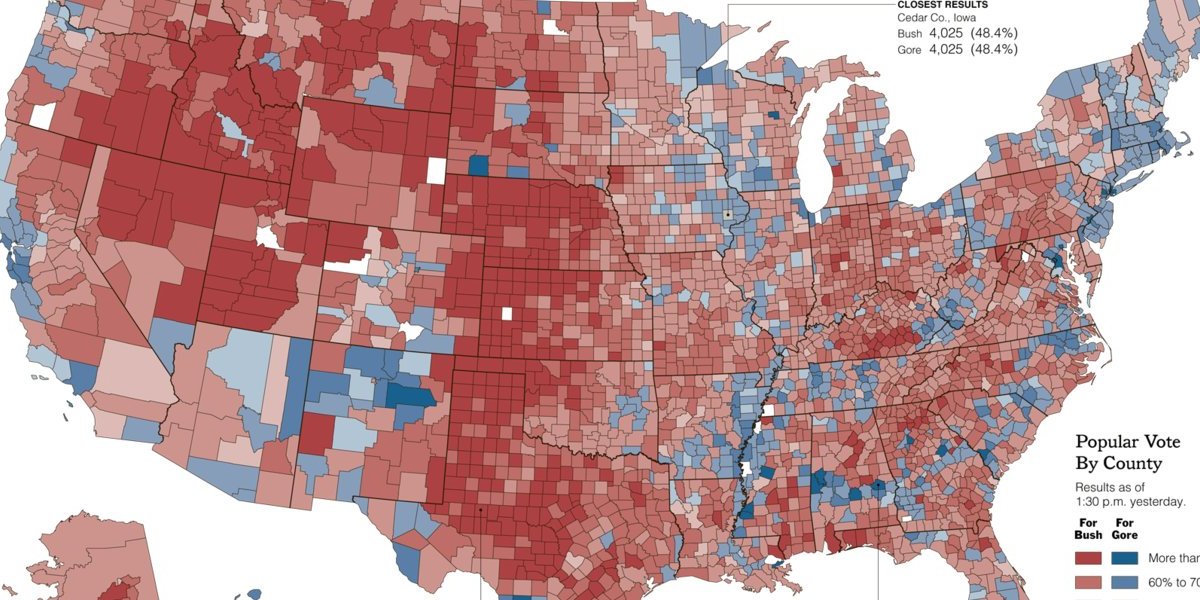 CLOSEST RESULTS
Cedar Co., Iowa
Bush 4,025 (48.4%)
Gore 4,025 (48.4%)
Popular Vote
By County
Results as of
1:30 p.m. yesterday.
For For
Bush Gore
More than
60% to 70